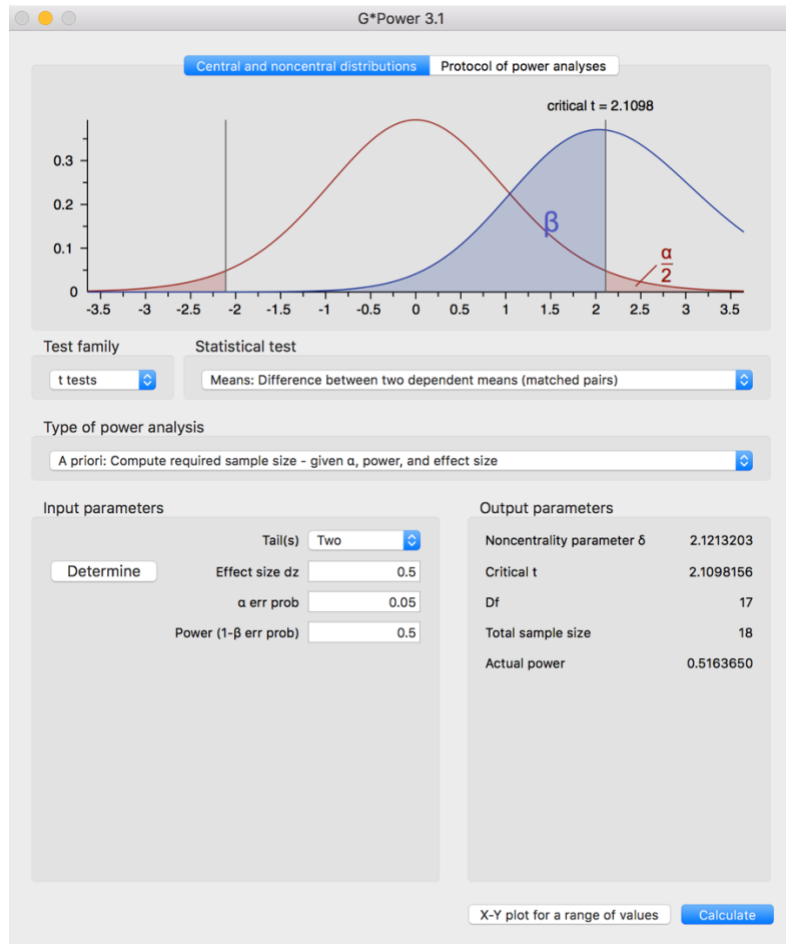 G*Power 3.1
Central and noncentral distributions Protocol of power analyses
critical t = 2.1098
0.3
0.2
β
0.1
α
2
0
-3.5 -3 -2.5 -2 -1.5 -1 -0.5 0 0.5 1 1.5 2 2.5 3 3.5
Test family Statistical test
t tests Means: Difference between two dependent means (matched pairs)
Type of power analysis
A priori: Compute required sample size - given α, power, and effect size
Input parameters Output parameters
Tail(s) Two Noncentrality parameter δ 2.1213203
Determine Effect size dz 0.5 Critical t 2.1098156
α err prob 0.05 Df 17
Power (1-β err prob) 0.5 Total sample size 18
Actual power 0.5163650
X-Y plot for a range of values Calculate